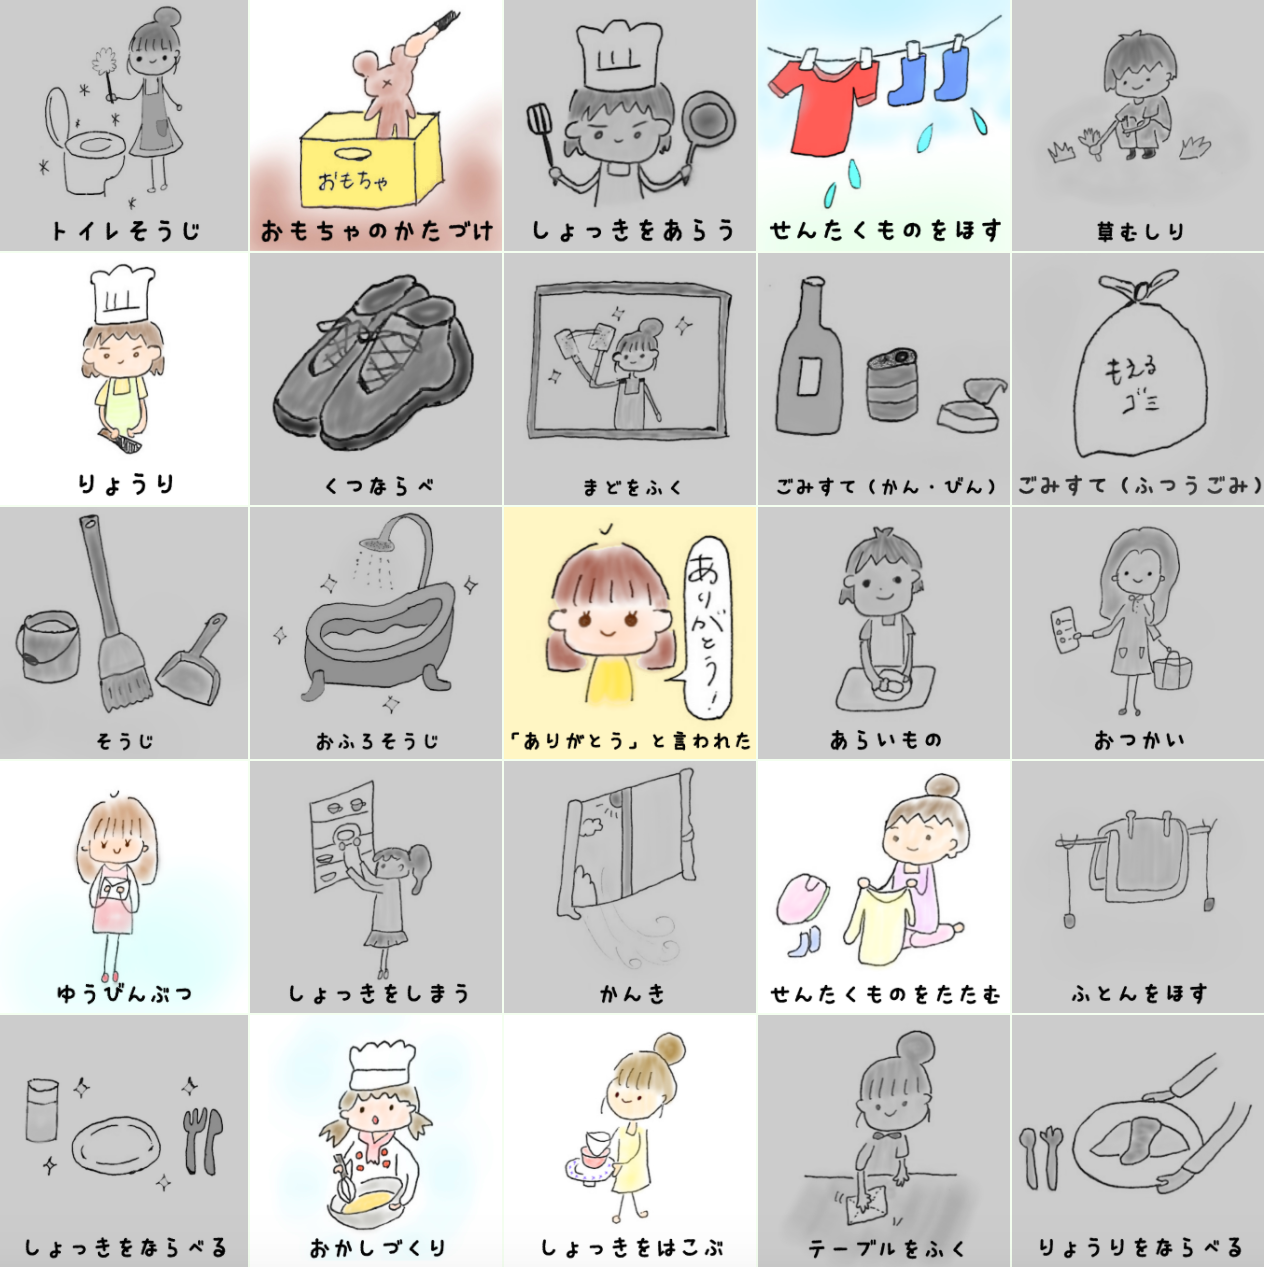 トイレそうじ
おもちゃ
おもちゃのかたづけ
しょっきをあらう
せんたくものをほす
草むしり
りょうり
くつならべ
まどをふく
ごみすて(かん・びん)
もえる
ゴミ
ごみすて(ふつうごみ)
そうじ
おふろそうじ
ありがとう!
「ありがとう」と言われた
あらいもの
おつかい
ゆうびんぶつ
しょっきをしまう
かんき
せんたくものをたたむ
ふとんをほす
しょっきをならべる
おかしづくり
しょっきをはこぶ
テーブルをふく
りょうりをならべる